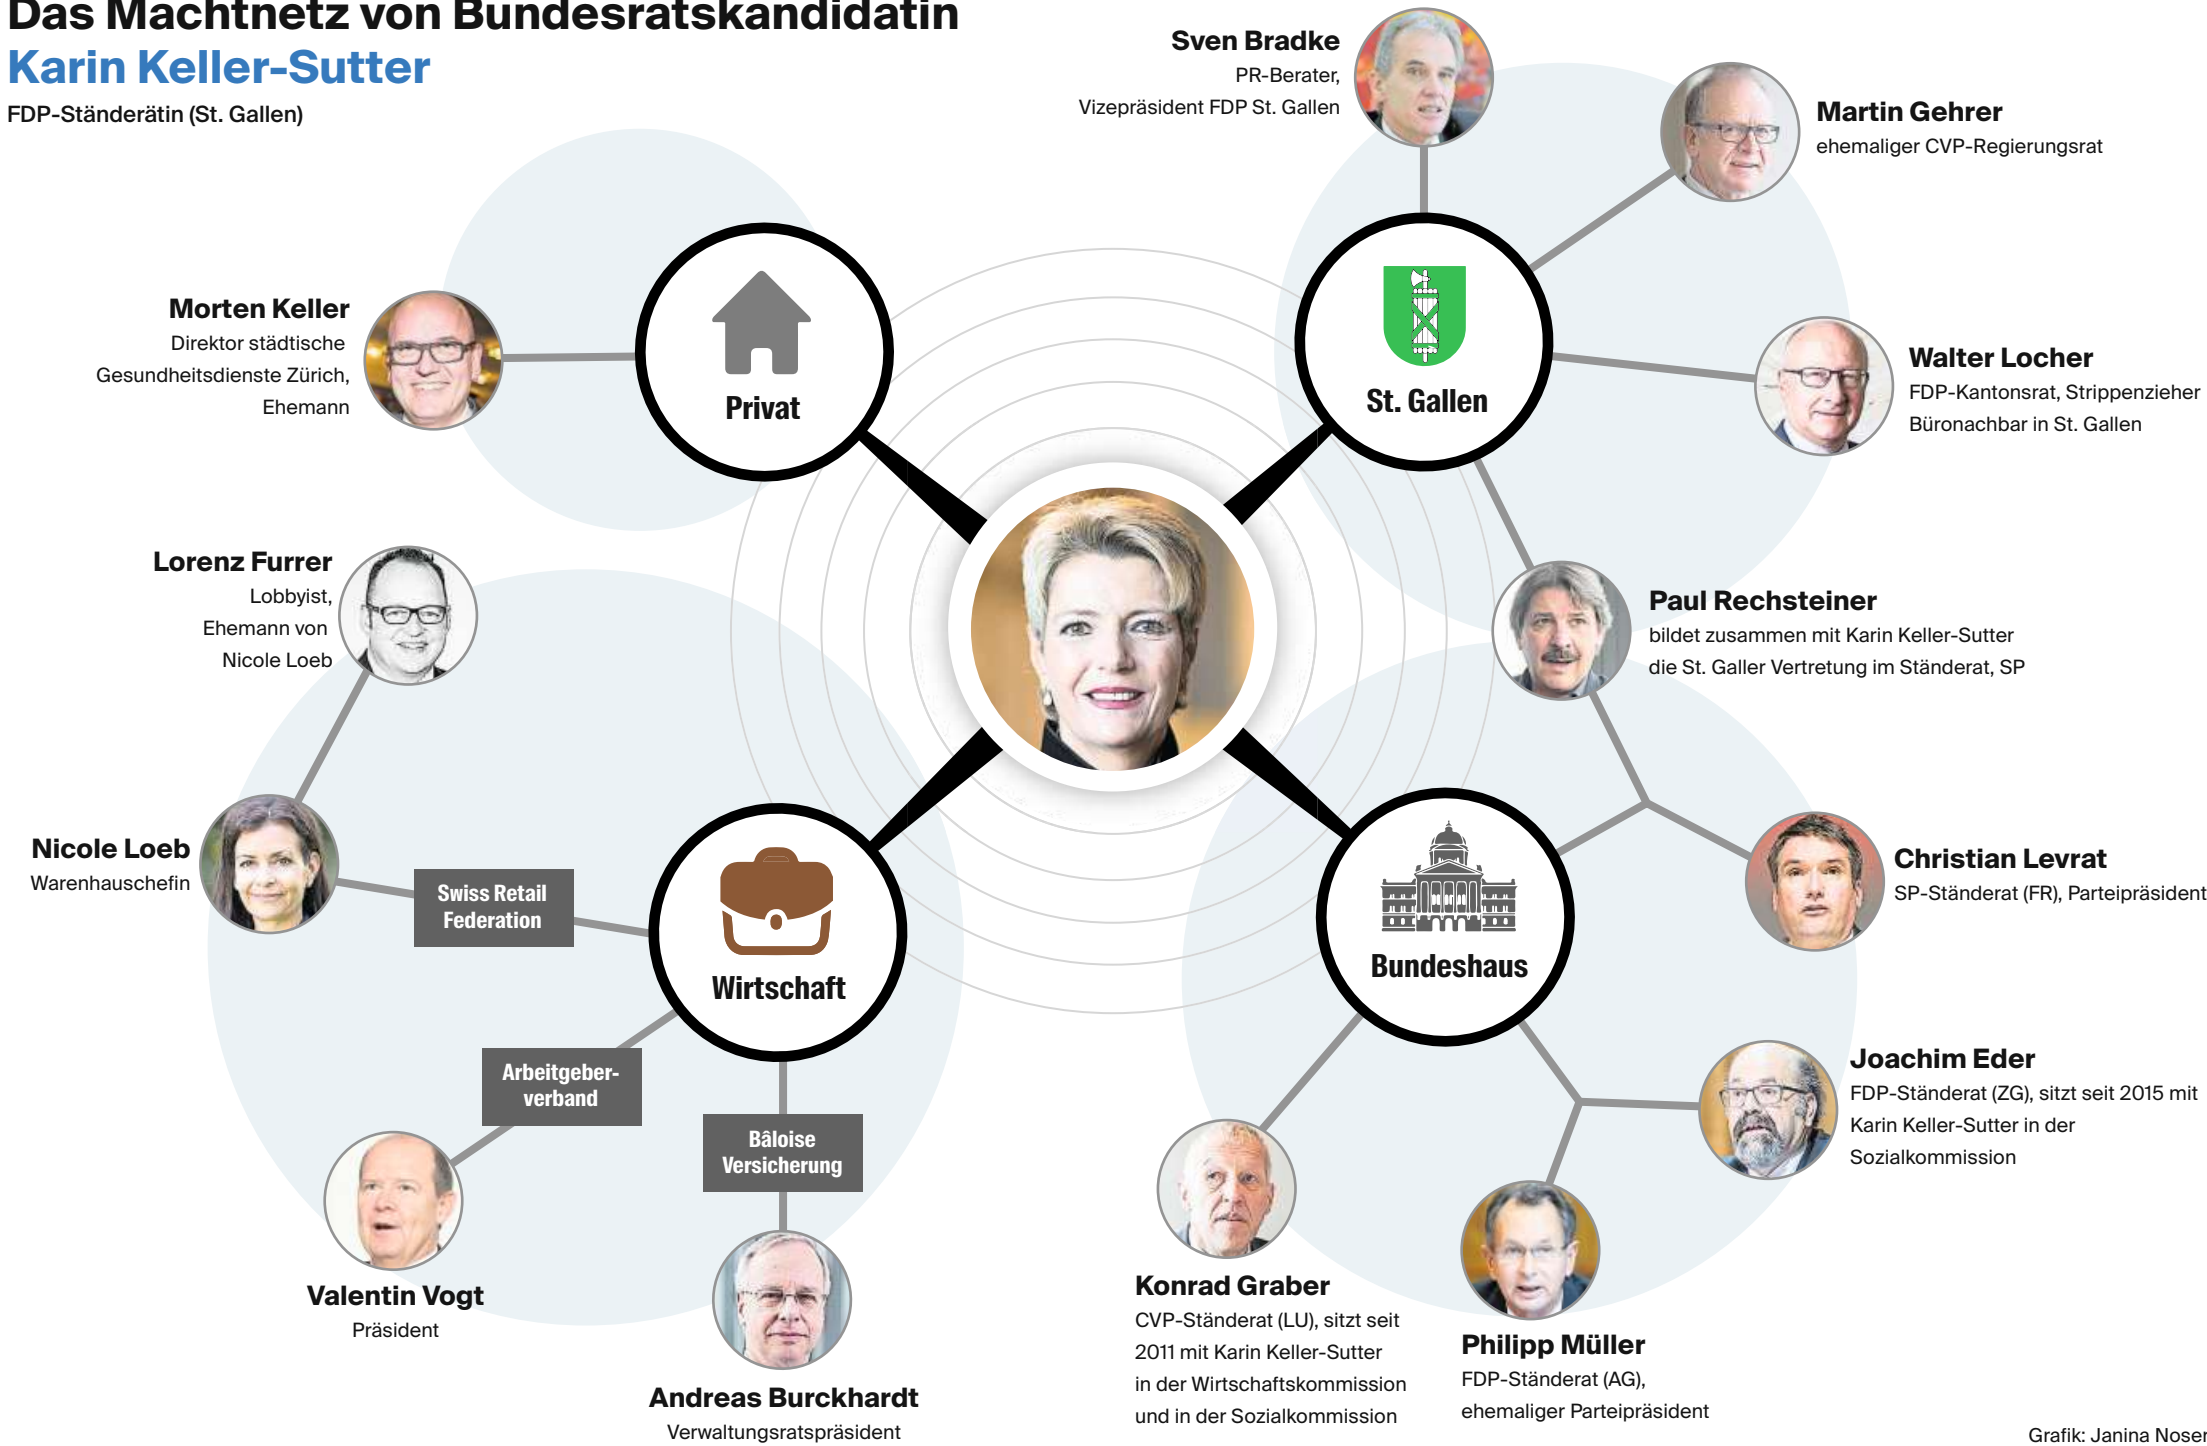 Das Machtnetz von Bundesratskandidatin
Karin Keller-Sutter
FDP-Ständerätin (St. Gallen)
Sven Bradke
PR-Berater,
Vizepräsident FDP St. Gallen
Martin Gehrer
ehemaliger CVP-Regierungsrat
Morten Keller
Direktor städtische
Gesundheitsdienste Zürich,
Ehemann
Privat
St. Gallen
Walter Locher
FDP-Kantonsrat, Strippenzieher
Büronachbar in St. Gallen
Lorenz Furrer
Lobbyist,
Ehemann von
Nicole Loeb
Paul Rechsteiner
bildet zusammen mit Karin Keller-Sutter
die St. Galler Vertretung im Ständerat, SP
Nicole Loeb
Warenhauschefin
Swiss Retail
Federation
Wirtschaft
Bundeshaus
Christian Levrat
SP-Ständerat (FR), Parteipräsident
Arbeitgeber-
verband
Bâloise
Versicherung
Joachim Eder
FDP-Ständerat (ZG), sitzt seit 2015 mit
Karin Keller-Sutter in der
Sozialkommission
Valentin Vogt
Präsident
Andreas Burckhardt
Verwaltungsratspräsident
Konrad Graber
CVP-Ständerat (LU), sitzt seit
2011 mit Karin Keller-Sutter
in der Wirtschaftskommission
und in der Sozialkommission
Philipp Müller
FDP-Ständerat (AG),
ehemaliger Parteipräsident
Grafik: Janina Noser